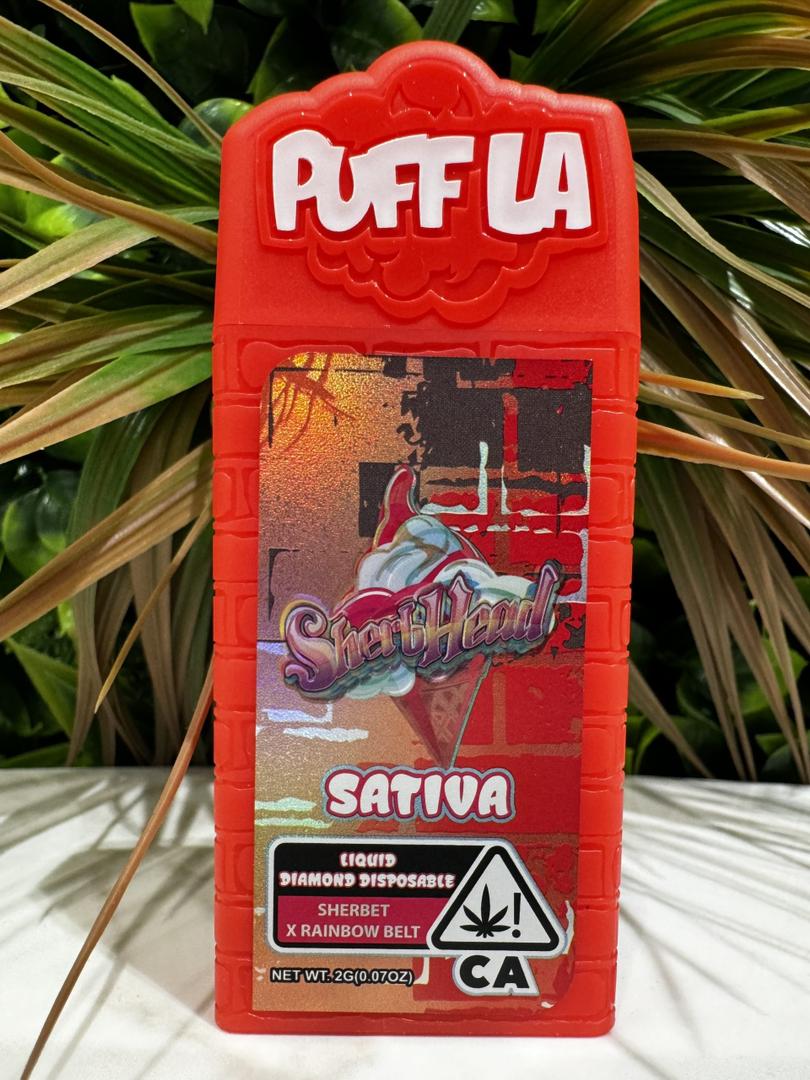 PUFF LA
SherbHead
SATIVA
LIQUID
DIAMOND DISPOSABLE
SHERBET
X RAINBOW BELT
!
CA
NET WT. 2G(0.07OZ)